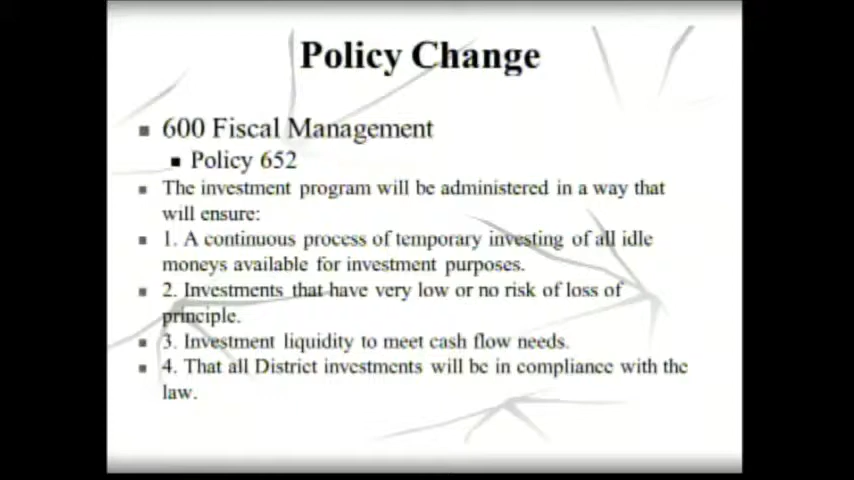 Policy Change
600 Fiscal Management
Policy 652
The investment program will be administered in a way that
will ensure:
1. A continuous process of temporary investing of all idle
moneys available for investment purposes.
2. Investments that have very low or no risk of loss of
principle.
3. Investment liquidity to meet cash flow needs.
4. That all District investments will be in compliance with the
law.